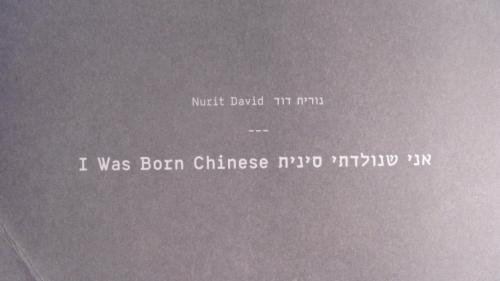 Nurit David נורית דוד
---
I Was Born Chinese אני שנולדתי סינית